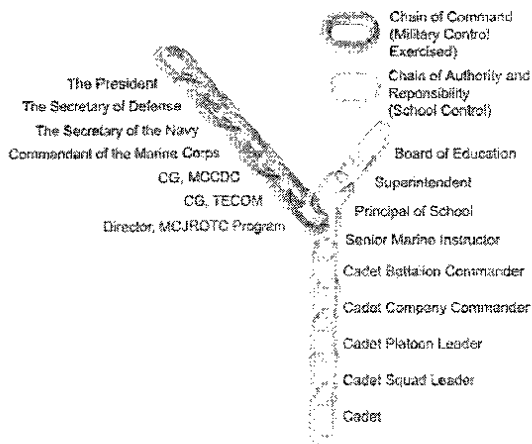 Chain of Command
(Military Control
Exercised)
Chain of Authority and
Reponsibility
(School Control)
The President
The Secretary of Defense
The Secretary of the Navy
Commandant of the Marine Corps
CG, MCCDC
CG, TECOM
Director, MCJROTC Program
Board of Education
Superintendent
Principal of School
Senior Marine Instructor
Cadet Battalion Commander
Cadet Company Commander
Cadet Platoon Leader
Cadet Squad Leader
Cadet